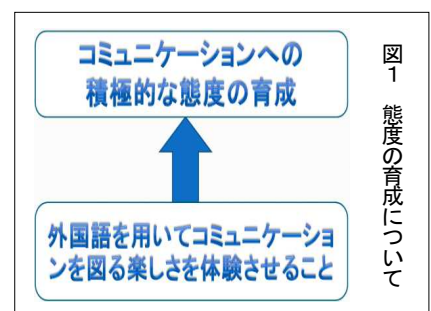 図1 態度の育成について
コミュニケーションへの
積極的な態度の育成
外国語を用いてコミュニケーショ
ンを図る楽しさを体験させること